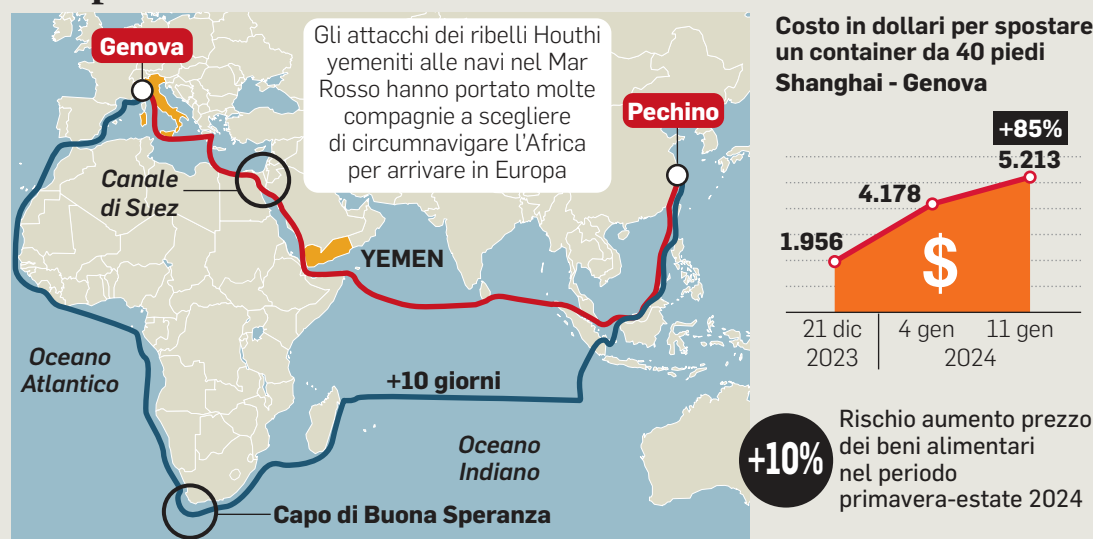 Genova
Gli attacchi dei ribelli Houthi
yemeniti alle navi nel Mar
Rosso hanno portato molte
compagnie a scegliere
di circumnavigare l'Africa
per arrivare in Europa
Pechino
Canale
di Suez
YEMEN
Oceano
Atlantico
+10 giorni
Oceano
Indiano
Capo di Buona Speranza
Costo in dollari per spostare
un container da 40 piedi
Shanghai - Genova
+85%
5.213
4.178
1.956
$
21 dic
2023
4 gen
11 gen
2024
+10%
Rischio aumento prezzo
dei beni alimentari
nel periodo
primavera-estate 2024